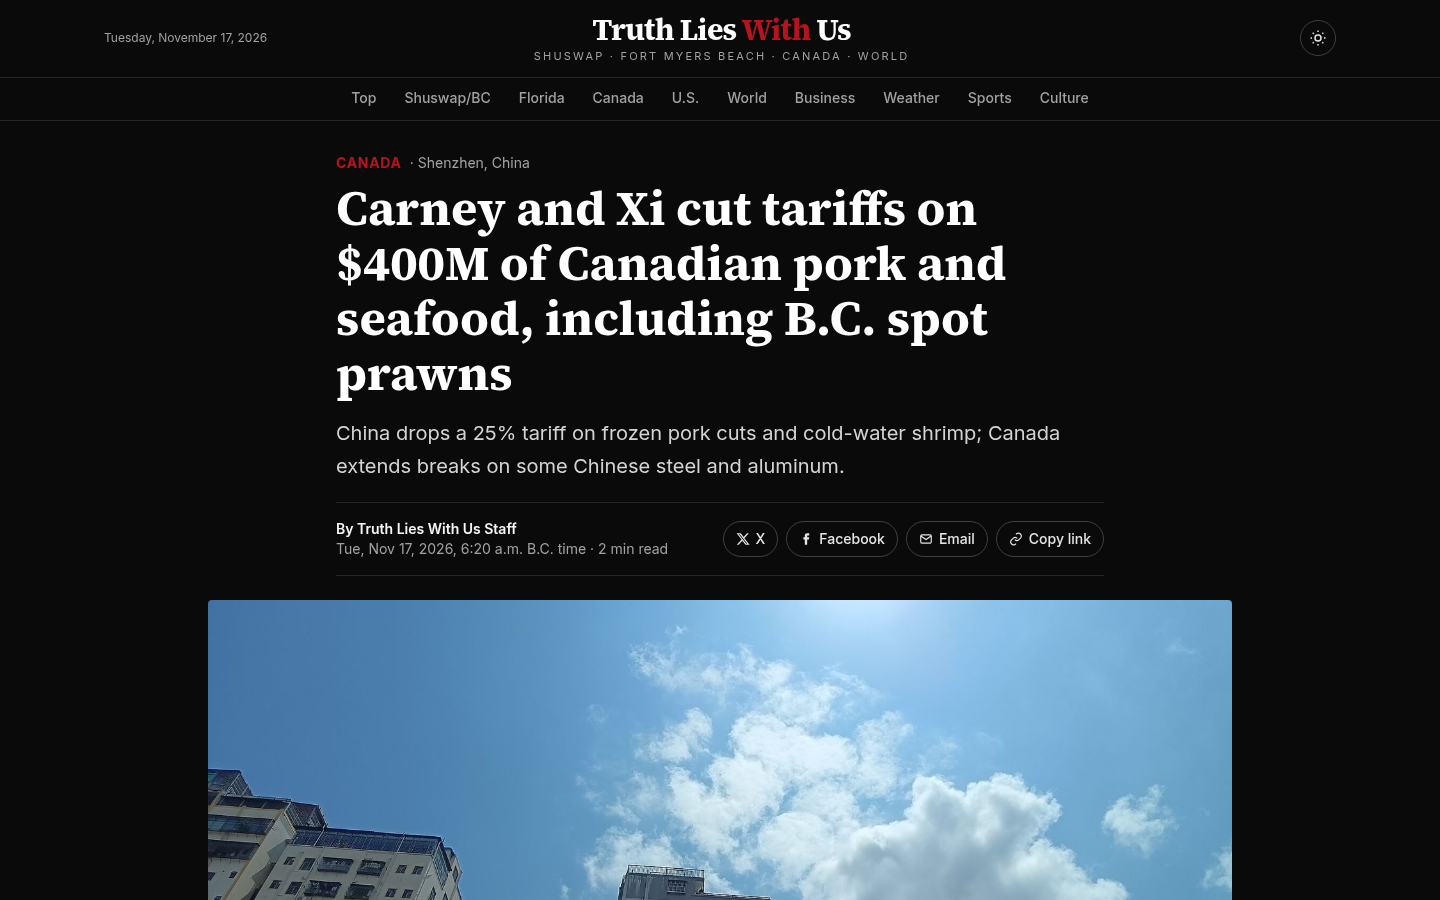 Tuesday, November 17, 2026
Truth Lies With Us
SHUSWAP · FORT MYERS BEACH · CANADA · WORLD
Top Shuswap/BC Florida Canada U.S. World Business Weather Sports Culture
CANADA · Shenzhen, China
Carney and Xi cut tariffs on
$400M of Canadian pork and
seafood, including B.C. spot
prawns
China drops a 25% tariff on frozen pork cuts and cold-water shrimp; Canada
extends breaks on some Chinese steel and aluminum.
By Truth Lies With Us Staff
Tue, Nov 17, 2026, 6:20 a.m. B.C. time · 2 min read
X Facebook Email Copy link